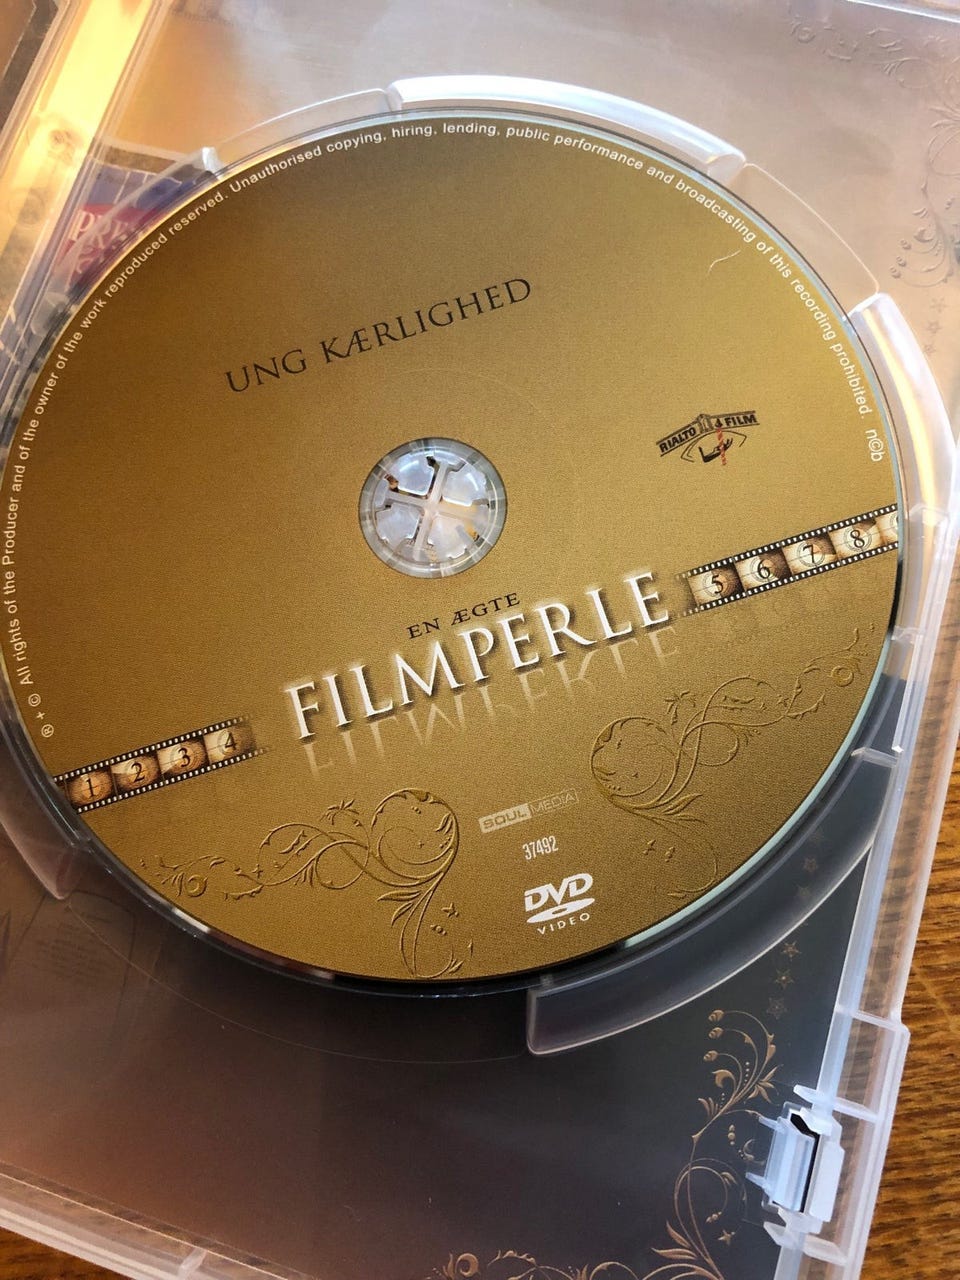 ® + © All rights of the Producer and of the owner of the work reproduced reserved. Unauthorised copying, hiring, lending, public performance and broadcasting of this recording prohibited. n©b
UNG KÆRLIGHED
RIALTO FILM
EN ÆGTE
FILMPERLE
1 2 3 4
5 6 7 8
SOUL MEDIA
37492
DVD
VIDEO